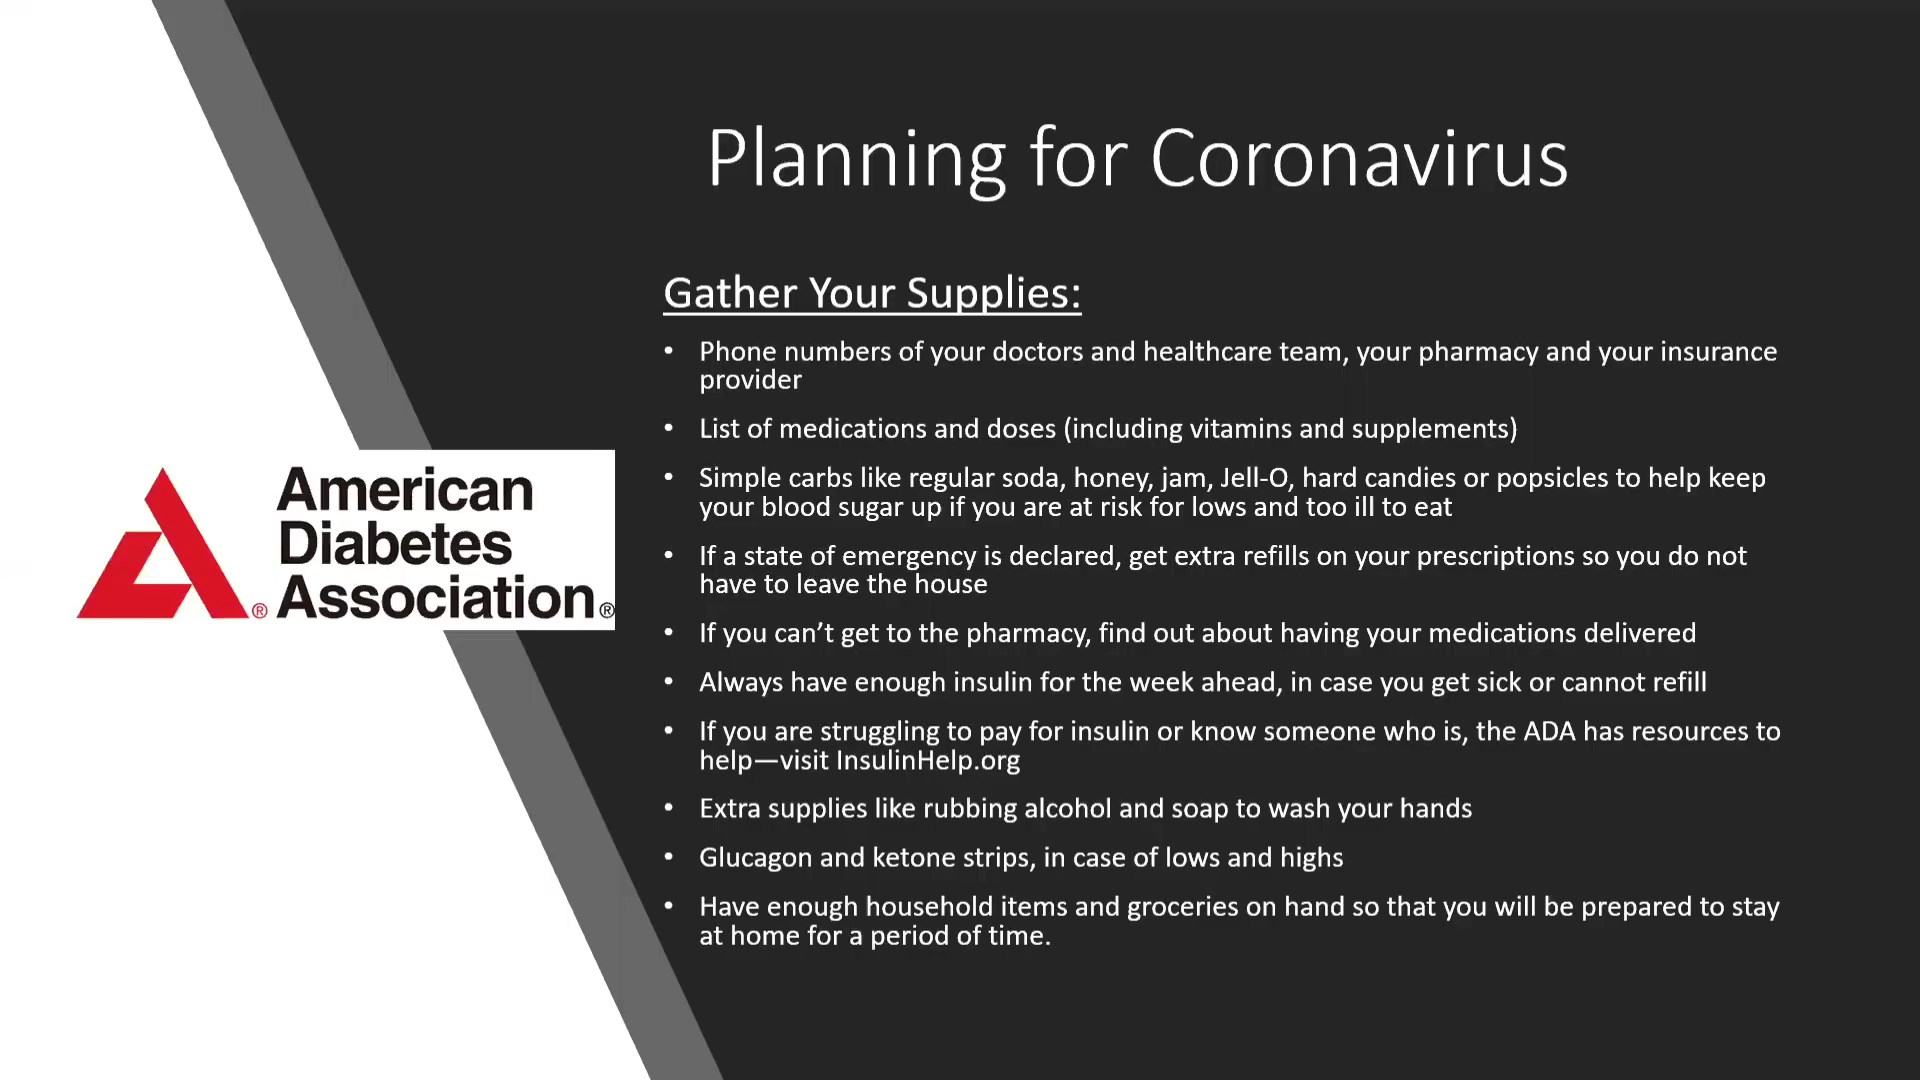 Planning for Coronavirus
Gather Your Supplies:
• Phone numbers of your doctors and healthcare team, your pharmacy and your insurance
provider
• List of medications and doses (including vitamins and supplements)
• Simple carbs like regular soda, honey, jam, Jell-O, hard candies or popsicles to help keep
your blood sugar up if you are at risk for lows and too ill to eat
• If a state of emergency is declared, get extra refills on your prescriptions so you do not
have to leave the house
• If you can’t get to the pharmacy, find out about having your medications delivered
• Always have enough insulin for the week ahead, in case you get sick or cannot refill
• If you are struggling to pay for insulin or know someone who is, the ADA has resources to
help—visit InsulinHelp.org
• Extra supplies like rubbing alcohol and soap to wash your hands
• Glucagon and ketone strips, in case of lows and highs
• Have enough household items and groceries on hand so that you will be prepared to stay
at home for a period of time.
American
Diabetes
® Association®